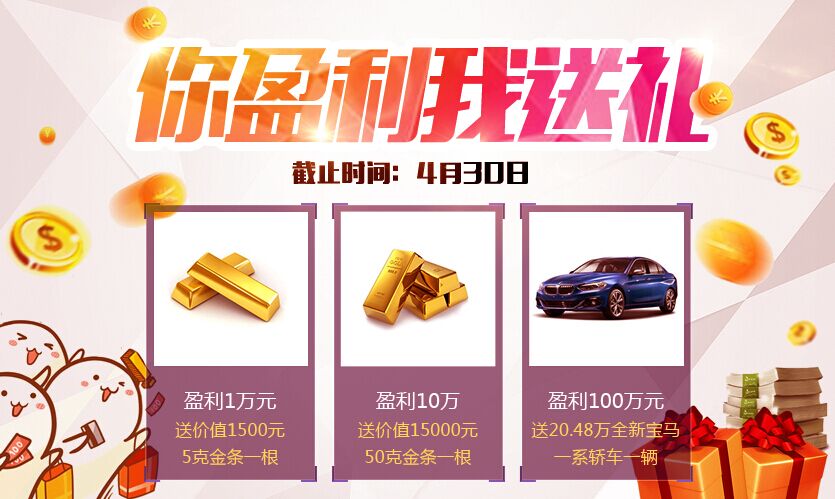 你盈利我送礼
截止时间：4月30日
盈利1万元
送价值1500元
5克金条一根
盈利10万
送价值15000元
50克金条一根
盈利100万元
送20.48万全新宝马
一系轿车一辆